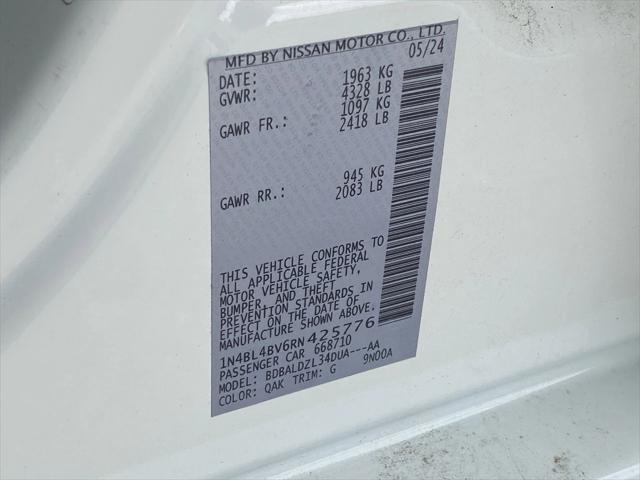 MFD BY NISSAN MOTOR CO., LTD.
DATE: 05/24
GVWR: 1963 KG
4328 LB
GAWR FR.: 1097 KG
2418 LB
GAWR RR.: 945 KG
2083 LB
THIS VEHICLE CONFORMS TO
ALL APPLICABLE FEDERAL
MOTOR VEHICLE SAFETY,
BUMPER, AND THEFT
PREVENTION STANDARDS IN
EFFECT ON THE DATE OF
MANUFACTURE SHOWN ABOVE.
1N4BL4BV6RN425776
PASSENGER CAR 668710
MODEL: BDBALDZL34DUA---AA
COLOR: QAK TRIM: G 9N00A